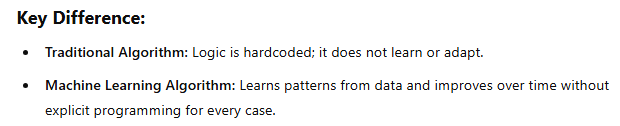 Key Difference:
• Traditional Algorithm: Logic is hardcoded; it does not learn or adapt.
• Machine Learning Algorithm: Learns patterns from data and improves over time without
explicit programming for every case.